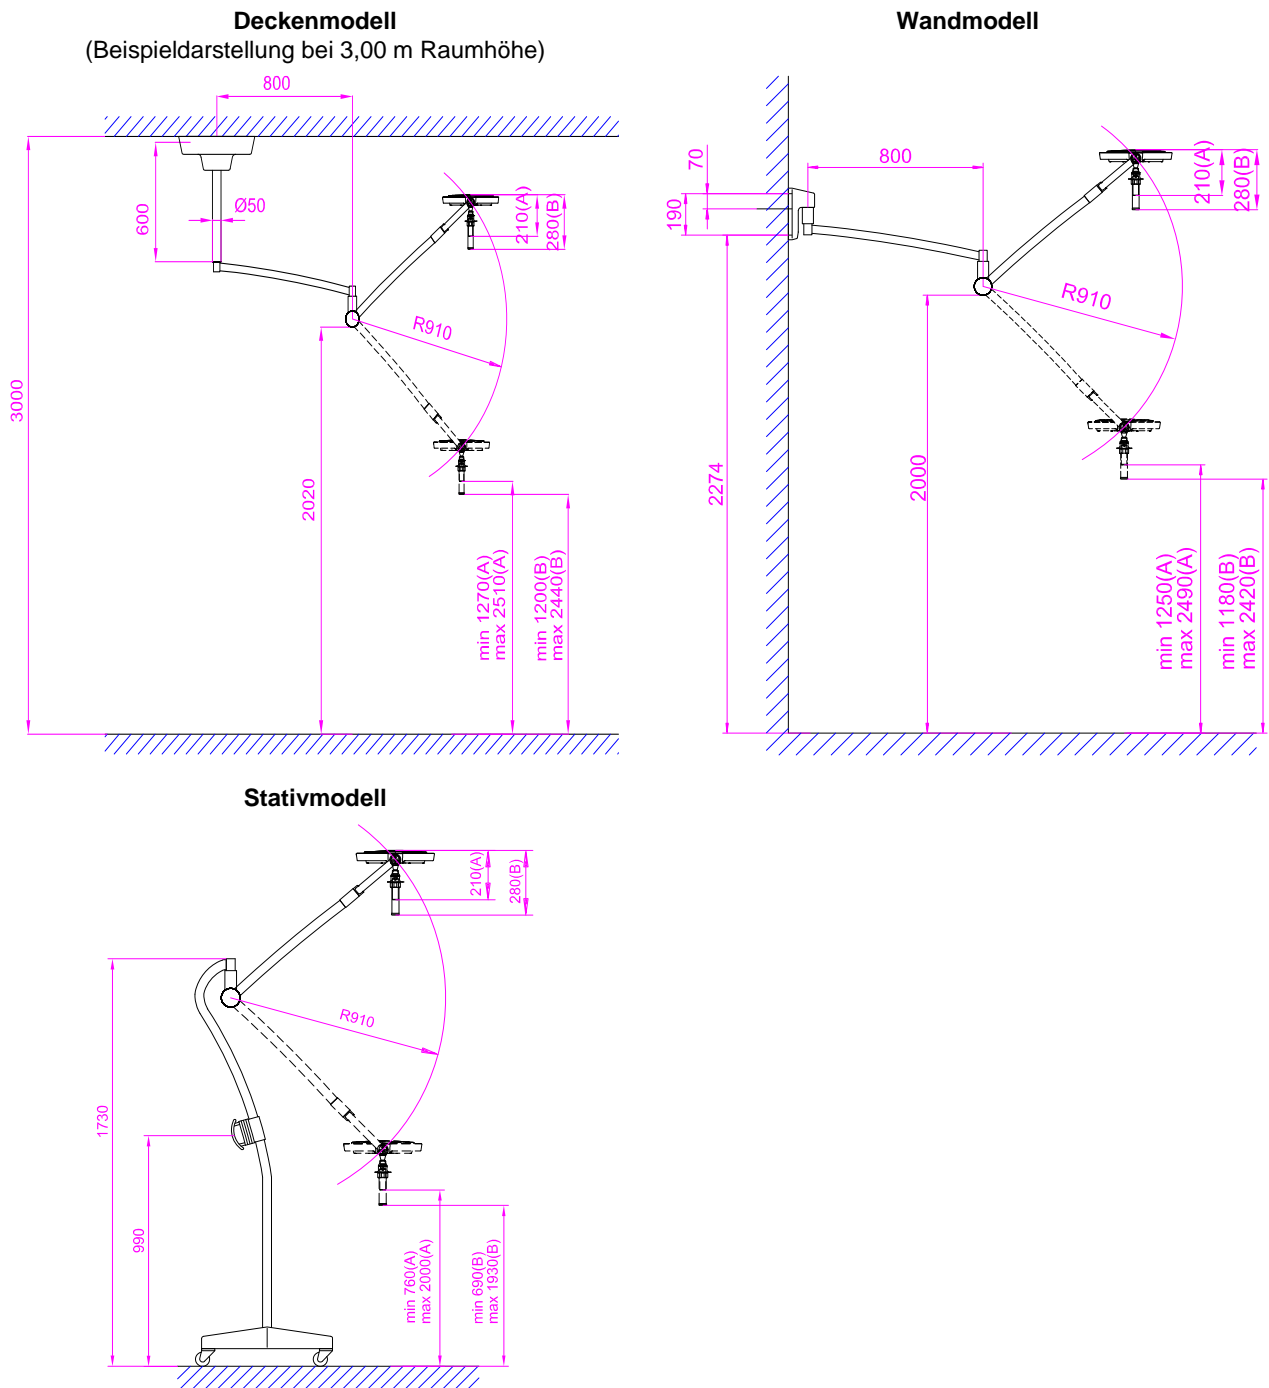 Deckenmodell
(Beispieldarstellung bei 3,00 m Raumhöhe)
800
600
Ø50
210(A)
280(B)
R910
3000
2020
min 1270(A)
max 2510(A)
min 1200(B)
max 2440(B)
Wandmodell
70
190
800
210(A)
280(B)
R910
2274
2000
min 1250(A)
max 2490(A)
min 1180(B)
max 2420(B)
Stativmodell
210(A)
280(B)
R910
1730
990
min 760(A)
max 2000(A)
min 690(B)
max 1930(B)